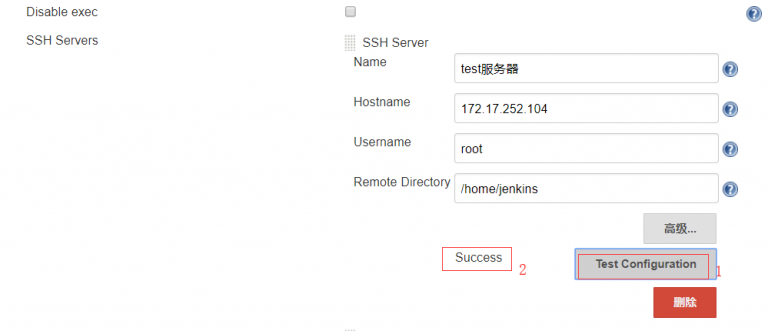 Disable exec
SSH Servers
SSH Server
Name
test服务器
Hostname
172.17.252.104
Username
root
Remote Directory
/home/jenkins
高级...
Success
2
Test Configuration
1
删除